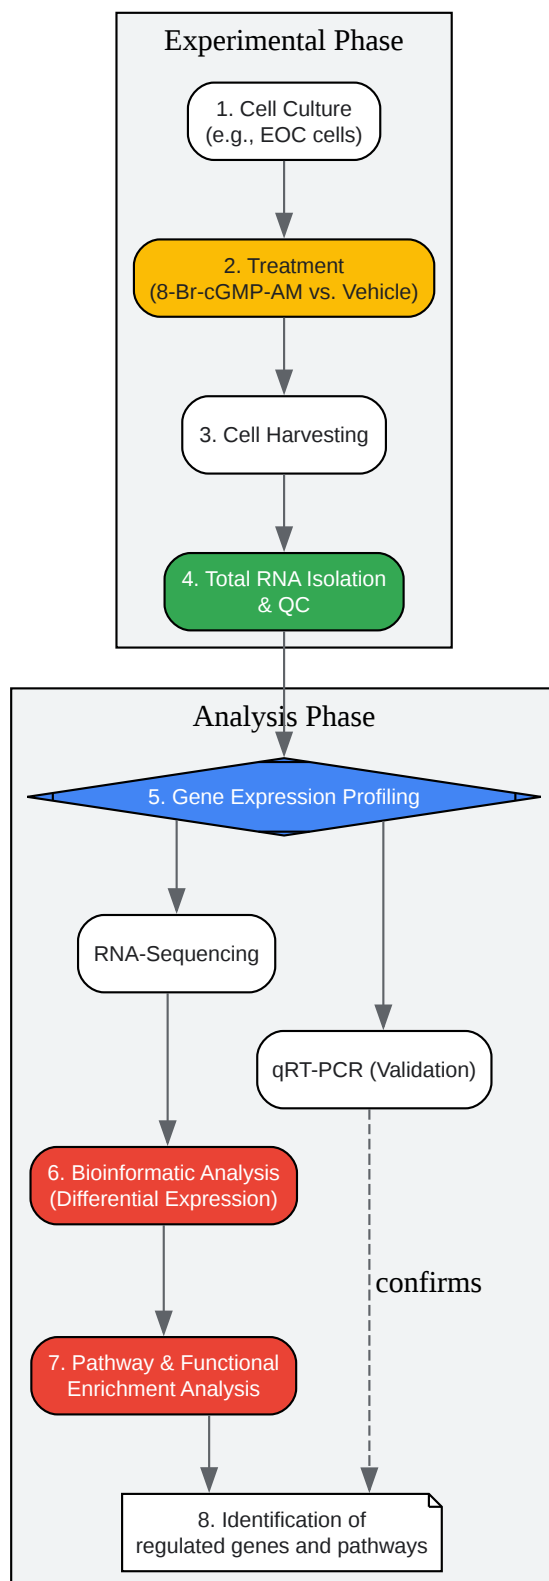 Experimental Phase
1. Cell Culture
(e.g., EOC cells)
2. Treatment
(8-Br-cGMP-AM vs. Vehicle)
3. Cell Harvesting
4. Total RNA Isolation
& QC
Analysis Phase
5. Gene Expression Profiling
RNA-Sequencing
qRT-PCR (Validation)
6. Bioinformatic Analysis
(Differential Expression)
confirms
7. Pathway & Functional
Enrichment Analysis
8. Identification of
regulated genes and pathways